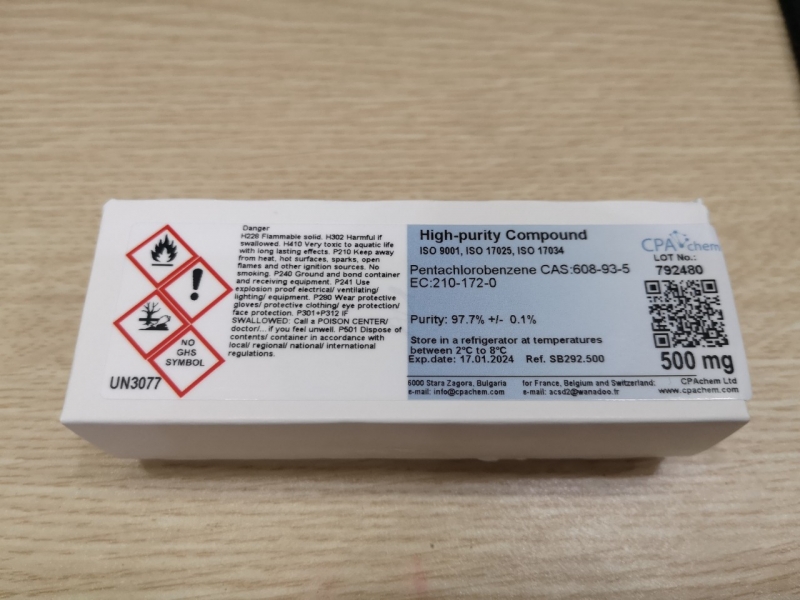 Danger
H228 Flammable solid. H302 Harmful if
swallowed. H410 Very toxic to aquatic life
with long lasting effects. P210 Keep away
from heat, hot surfaces, sparks, open
flames and other ignition sources. No
smoking. P240 Ground and bond container
and receiving equipment. P241 Use
explosion proof electrical/ ventilating/
lighting/ equipment. P280 Wear protective
gloves/ protective clothing/ eye protection/
face protection. P301+P312 IF
SWALLOWED: Call a POISON CENTER/
doctor/... if you feel unwell. P501 Dispose of
contents/ container in accordance with
local/ regional/ national/ international
regulations.
NO
GHS
SYMBOL
UN3077
High-purity Compound
ISO 9001, ISO 17025, ISO 17034
Pentachlorobenzene CAS:608-93-5
EC:210-172-0
Purity: 97.7% +/- 0.1%
Store in a refrigerator at temperatures
between 2°C to 8°C
Exp.date: 17.01.2024 Ref. SB292.500
CPAchem
LOT No.:
792480
500 mg
6000 Stara Zagora, Bulgaria for France, Belgium and Switzerland: CPAchem Ltd
e-mail: info@cpachem.com e-mail: acsd2@wanadoo.fr www.cpachem.com